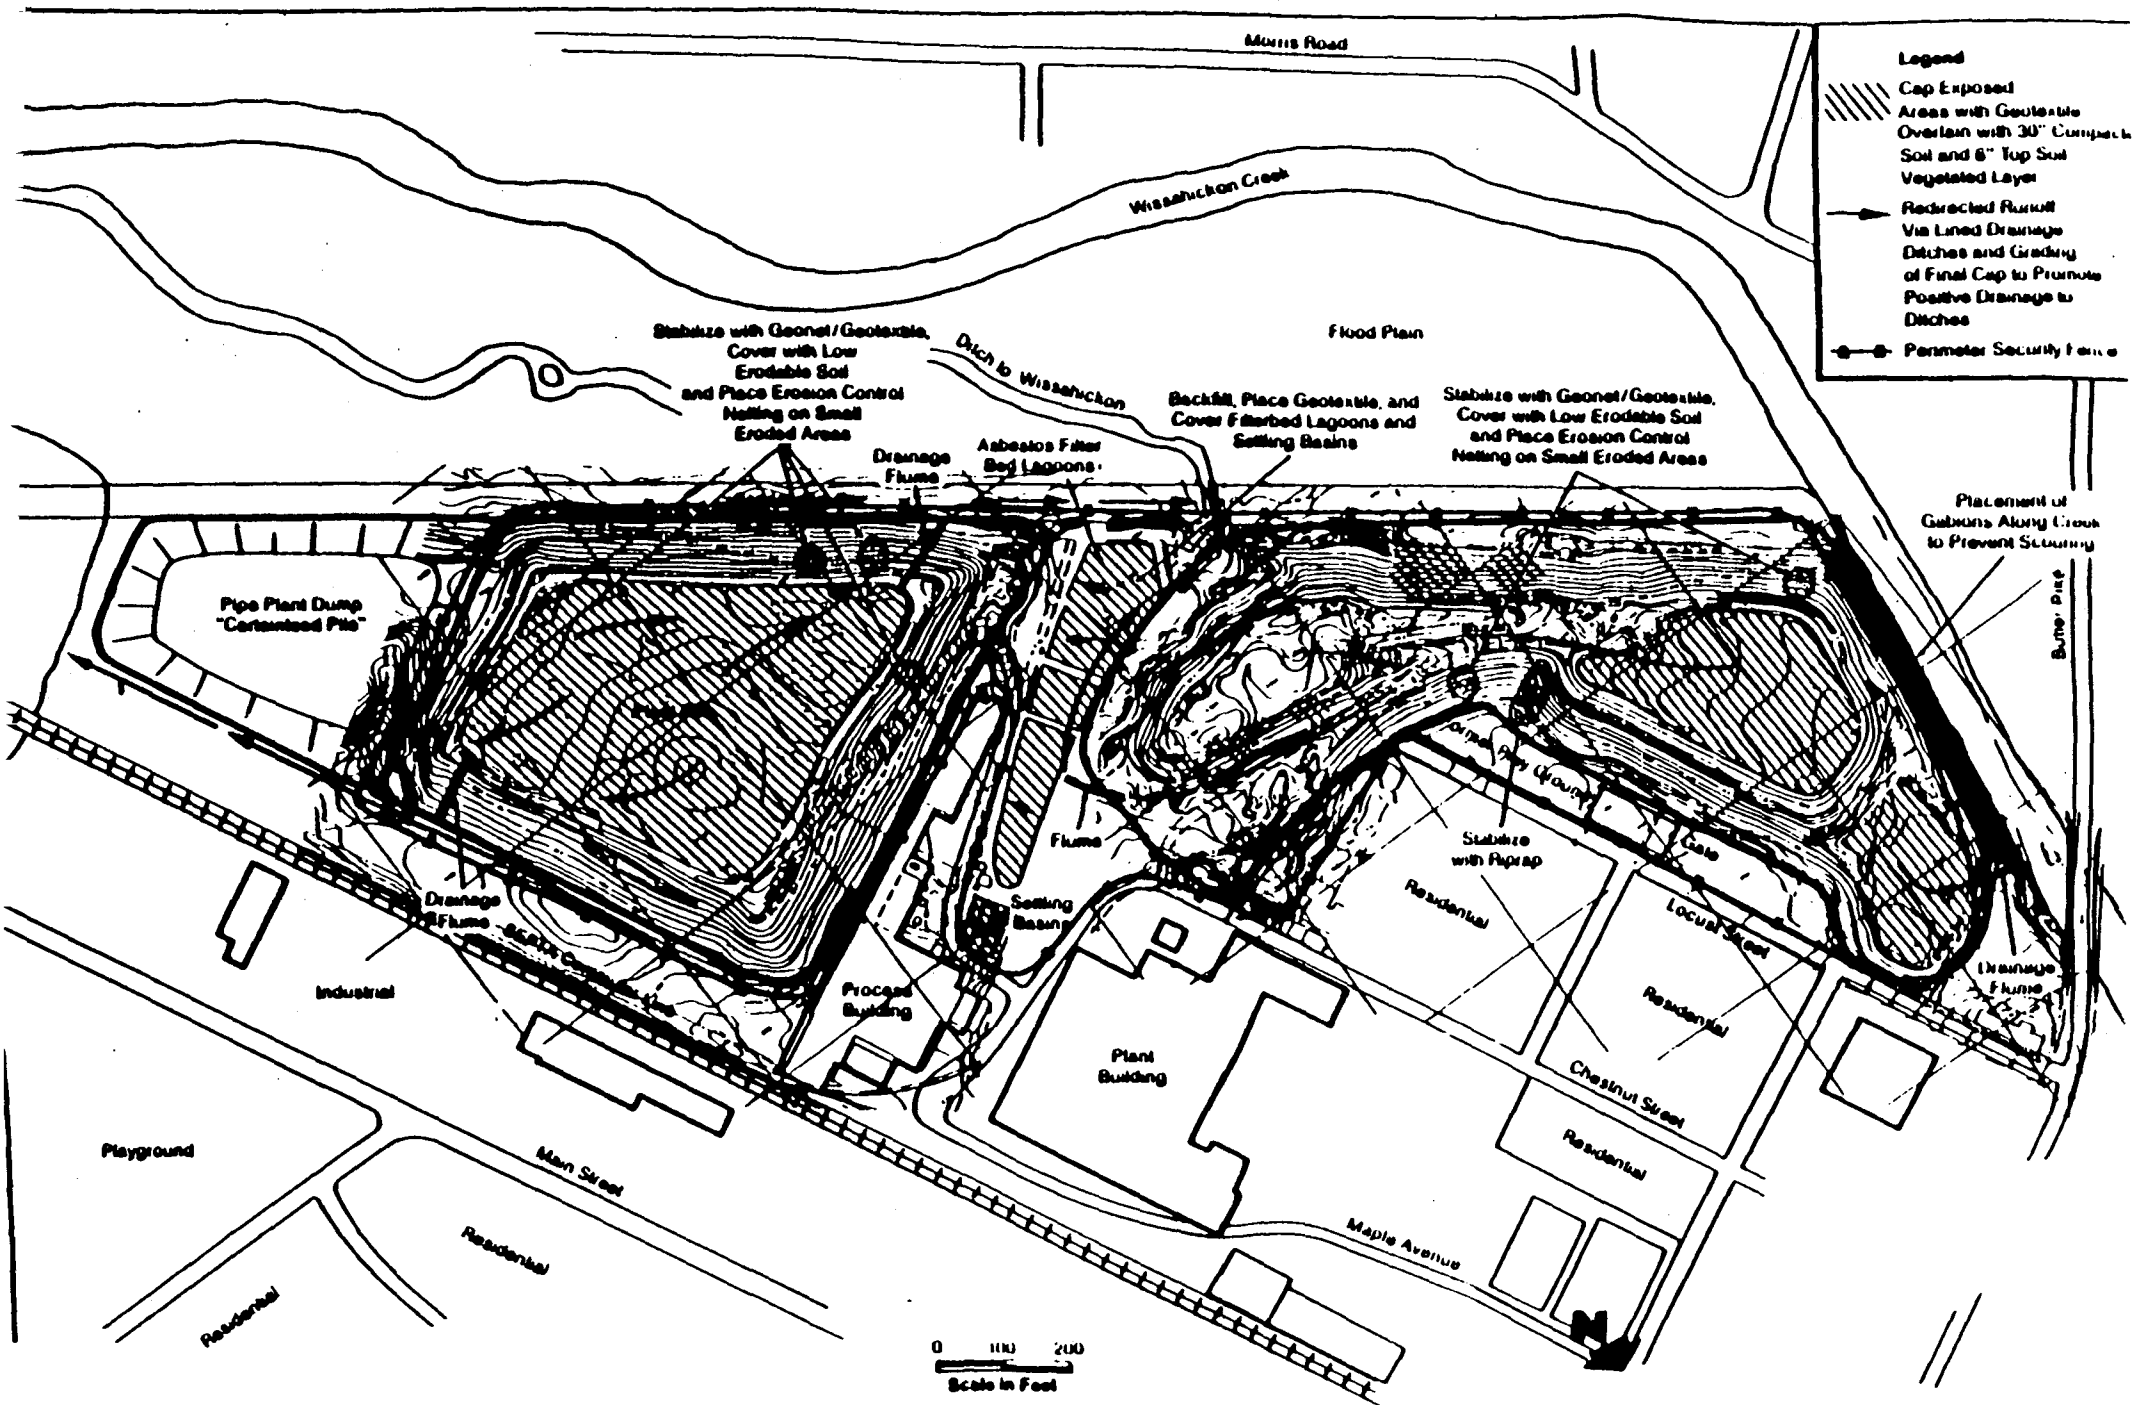 Morris Road
Legend
Cap Exposed
Areas with Geotextile
Overlain with 30" Compact
Soil and 6" Top Soil
Vegetated Layer
Redirected Runoff
Via Lined Drainage
Ditches and Grading
of Final Cap to Promote
Positive Drainage to
Ditches
Perimeter Security Fence
Wissahickon Creek
Flood Plain
Stabilize with Geonet/Geotextile,
Cover with Low
Erodable Soil
and Place Erosion Control
Netting on Small
Eroded Areas
Ditch to Wissahickon
Drainage
Flume
Asbestos Filter
Bed Lagoons
Backfill, Place Geotextile, and
Cover Filterbed Lagoons and
Settling Basins
Stabilize with Geonet/Geotextile,
Cover with Low Erodable Soil
and Place Erosion Control
Netting on Small Eroded Areas
Placement of
Gabions Along Creek
to Prevent Scouring
Butler Pike
Pipe Plant Dump
"Certainteed Pile"
Former Play Ground
Gate
Flume
Stabilize
with Riprap
Residential
Locust Street
Drainage
Flume
Settling
Basins
Drainage
Flume
Industrial
Process
Building
Residential
Plant
Building
Chestnut Street
Residential
Playground
Main Street
Residential
Maple Avenue
Residential
N
0 100 200
Scale in Feet